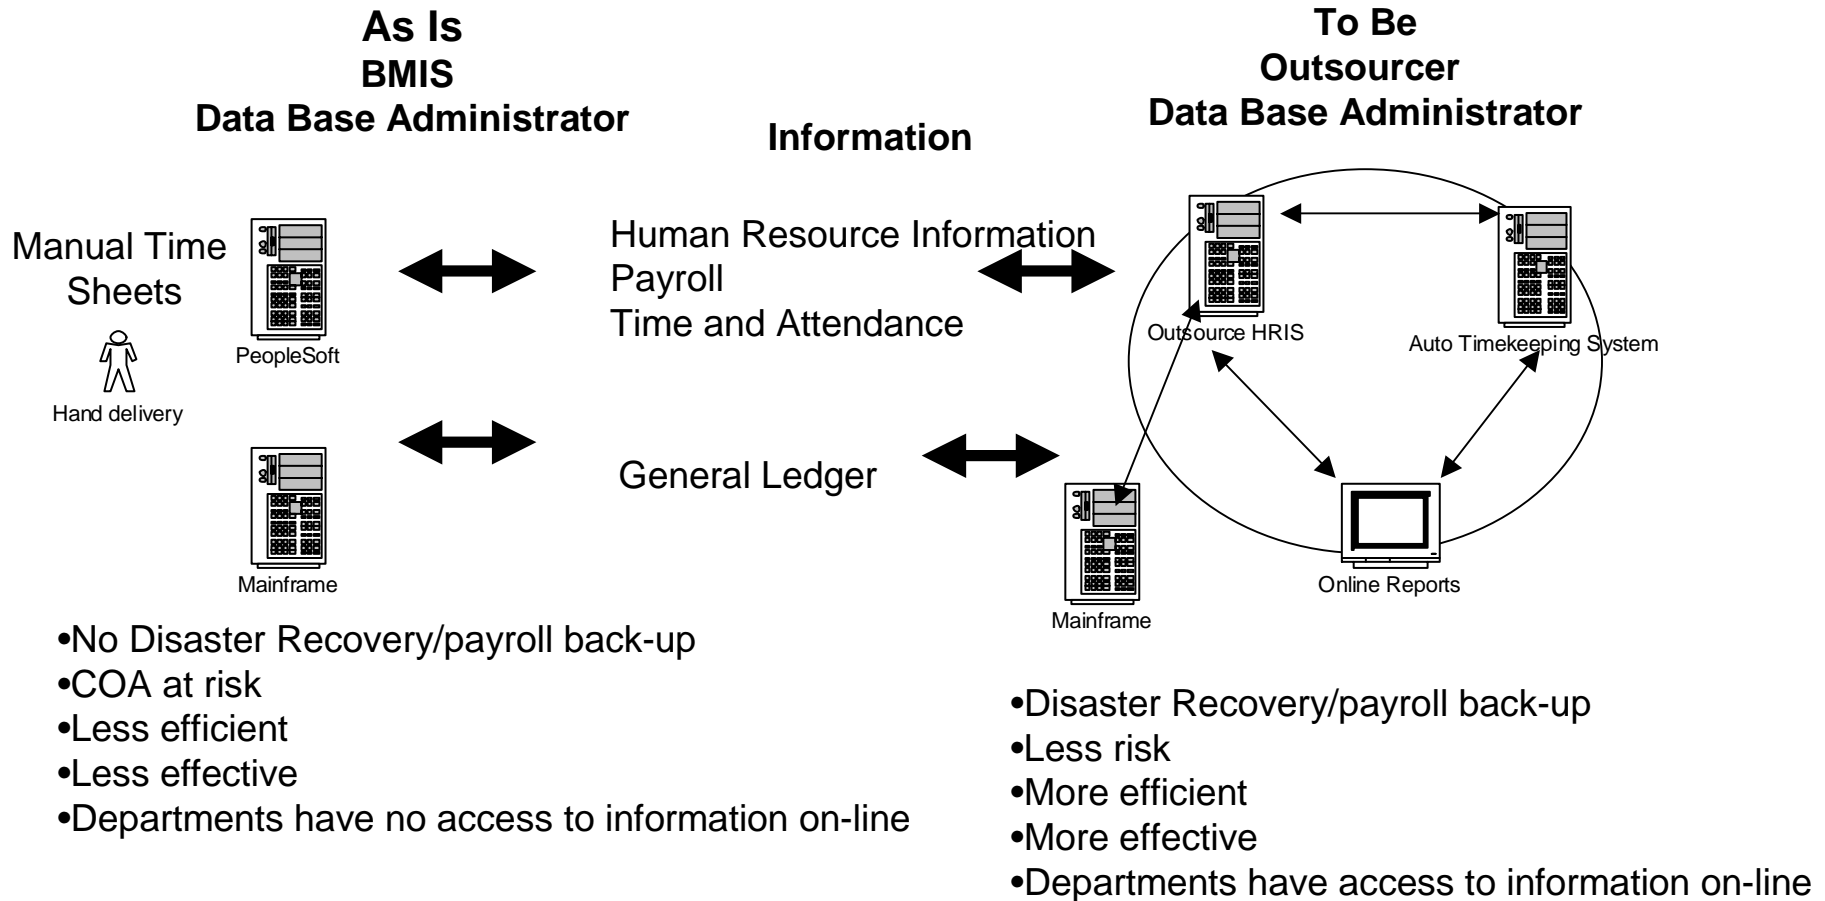 As Is
BMIS
Data Base Administrator
Information
To Be
Outsourcer
Data Base Administrator
Manual Time
Sheets
Hand delivery
PeopleSoft
Mainframe
Human Resource Information
Payroll
Time and Attendance
General Ledger
Outsource HRIS
Auto Timekeeping System
Online Reports
Mainframe
•No Disaster Recovery/payroll back-up
•COA at risk
•Less efficient
•Less effective
•Departments have no access to information on-line
•Disaster Recovery/payroll back-up
•Less risk
•More efficient
•More effective
•Departments have access to information on-line